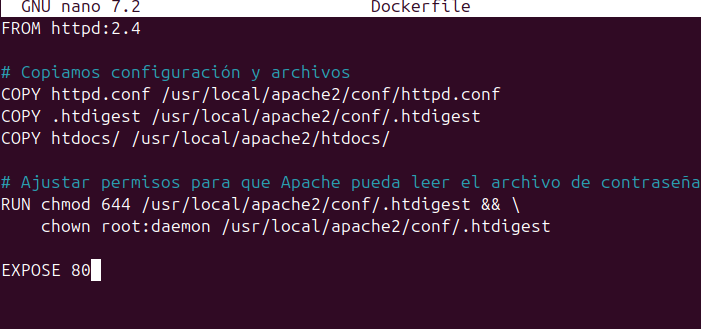 GNU nano 7.2 Dockerfile
FROM httpd:2.4
# Copiamos configuración y archivos
COPY httpd.conf /usr/local/apache2/conf/httpd.conf
COPY .htdigest /usr/local/apache2/conf/.htdigest
COPY htdocs/ /usr/local/apache2/htdocs/
# Ajustar permisos para que Apache pueda leer el archivo de contraseña
RUN chmod 644 /usr/local/apache2/conf/.htdigest && \
chown root:daemon /usr/local/apache2/conf/.htdigest
EXPOSE 80